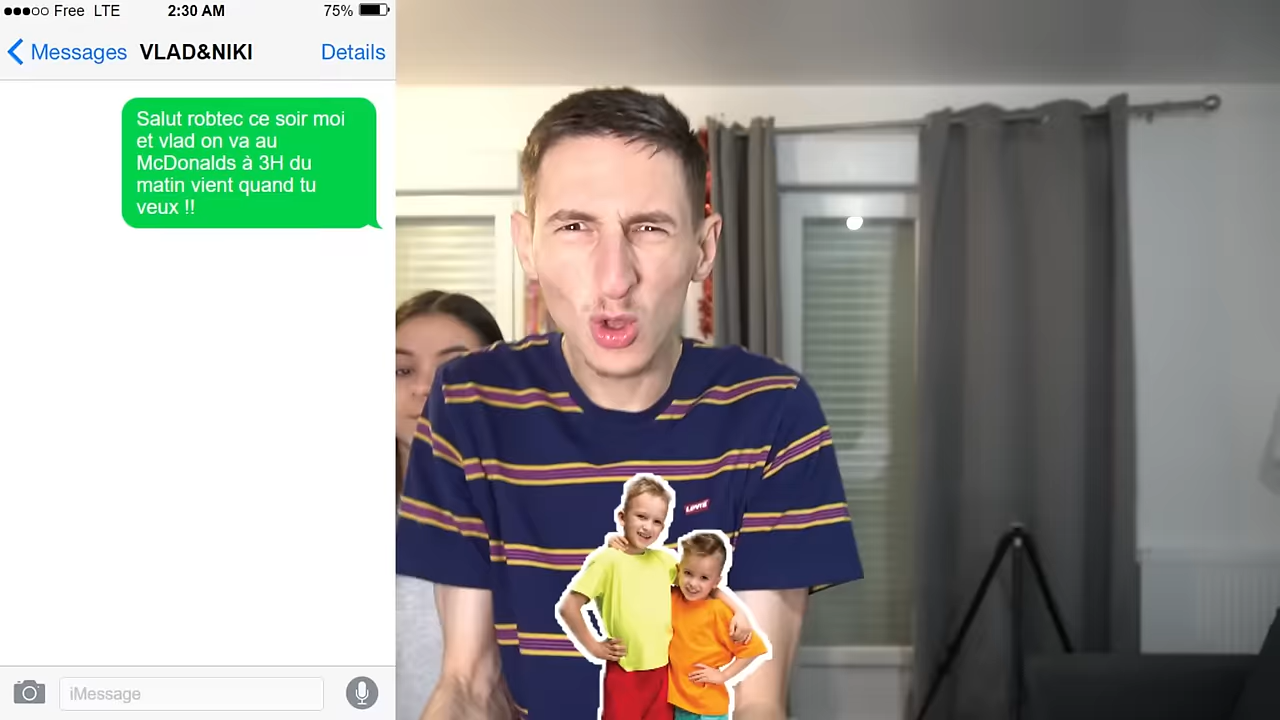 Free LTE 2:30 AM 75%
Messages VLAD&NIKI Details
Salut robtec ce soir moi
et vlad on va au
McDonalds à 3H du
matin vient quand tu
veux !!
Levi's
iMessage